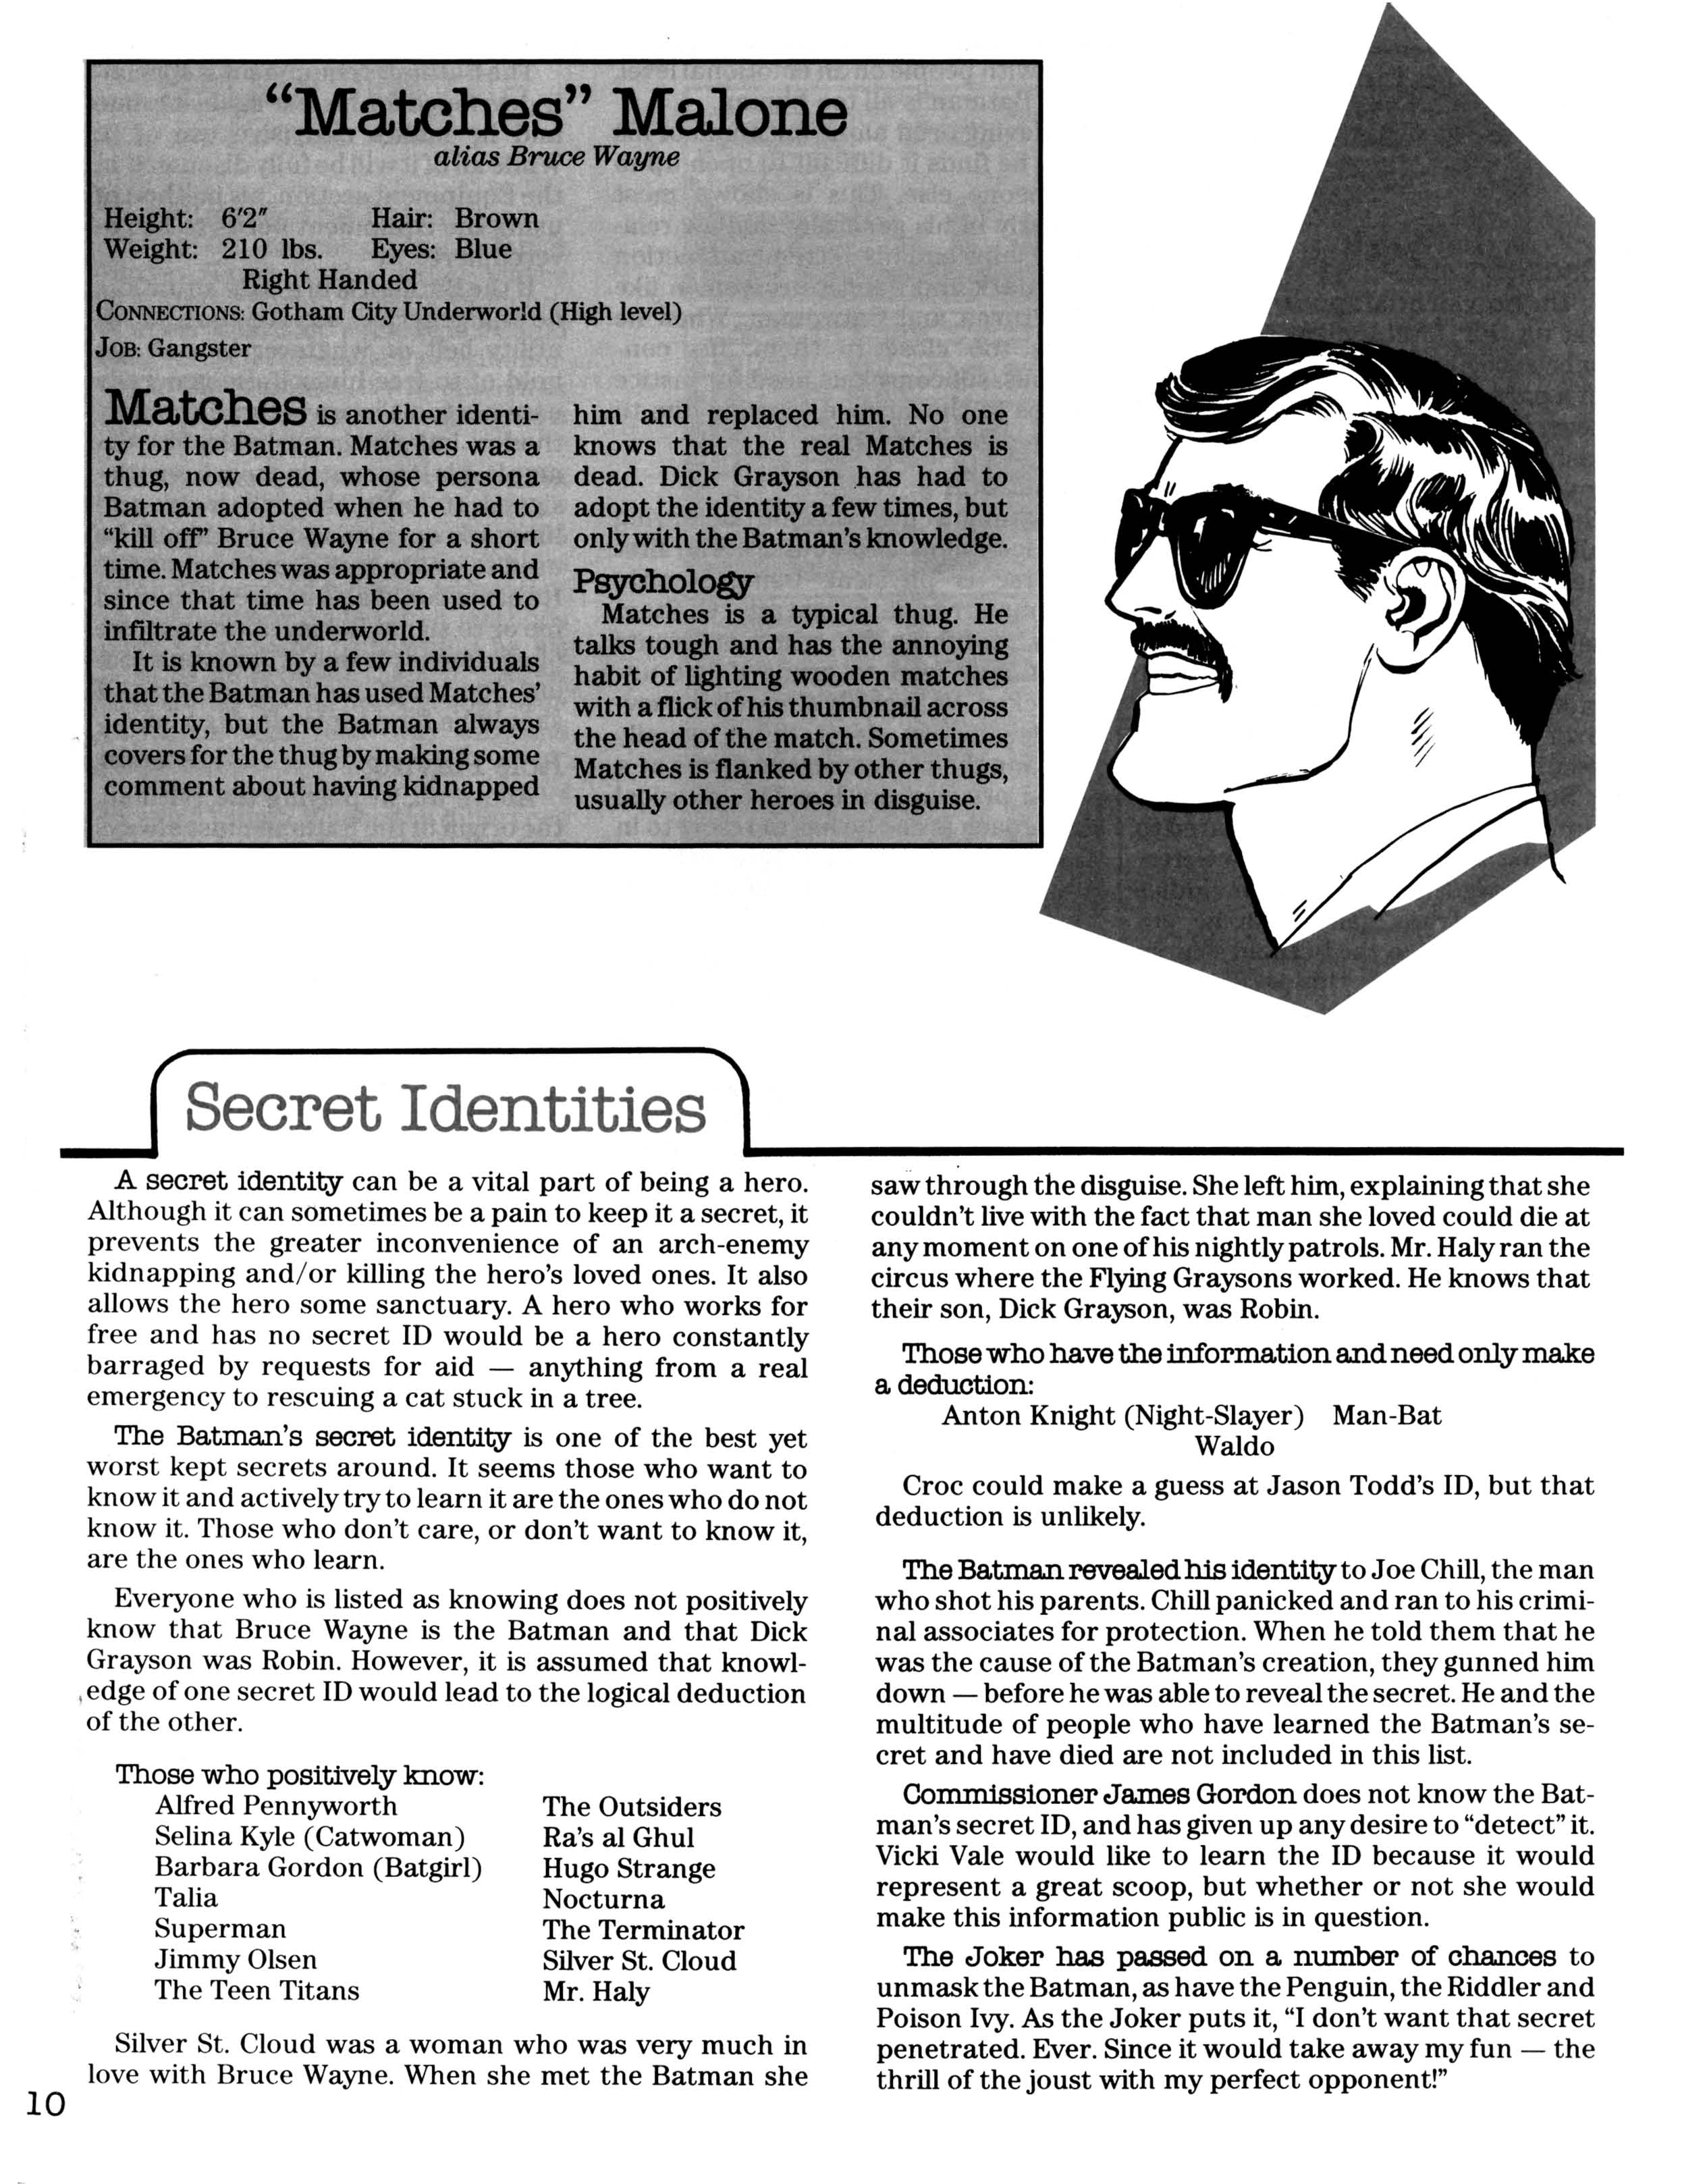 "Matches" Malone
alias Bruce Wayne
Height: 6'2" Hair: Brown
Weight: 210 lbs. Eyes: Blue
Right Handed
CONNECTIONS: Gotham City Underworld (High level)
JOB: Gangster
Matches is another identi-
ty for the Batman. Matches was a
thug, now dead, whose persona
Batman adopted when he had to
"kill off" Bruce Wayne for a short
time. Matches was appropriate and
since that time has been used to
infiltrate the underworld.
It is known by a few individuals
that the Batman has used Matches'
identity, but the Batman always
covers for the thug by making some
comment about having kidnapped
him and replaced him. No one
knows that the real Matches is
dead. Dick Grayson has had to
adopt the identity a few times, but
only with the Batman's knowledge.
Psychology
Matches is a typical thug. He
talks tough and has the annoying
habit of lighting wooden matches
with a flick of his thumbnail across
the head of the match. Sometimes
Matches is flanked by other thugs,
usually other heroes in disguise.
Secret Identities
A secret identity can be a vital part of being a hero.
Although it can sometimes be a pain to keep it a secret, it
prevents the greater inconvenience of an arch-enemy
kidnapping and/or killing the hero's loved ones. It also
allows the hero some sanctuary. A hero who works for
free and has no secret ID would be a hero constantly
barraged by requests for aid — anything from a real
emergency to rescuing a cat stuck in a tree.
The Batman's secret identity is one of the best yet
worst kept secrets around. It seems those who want to
know it and actively try to learn it are the ones who do not
know it. Those who don't care, or don't want to know it,
are the ones who learn.
Everyone who is listed as knowing does not positively
know that Bruce Wayne is the Batman and that Dick
Grayson was Robin. However, it is assumed that knowl-
edge of one secret ID would lead to the logical deduction
of the other.
Those who positively know:
Alfred Pennyworth
Selina Kyle (Catwoman)
Barbara Gordon (Batgirl)
Talia
Superman
Jimmy Olsen
The Teen Titans
The Outsiders
Ra's al Ghul
Hugo Strange
Nocturna
The Terminator
Silver St. Cloud
Mr. Haly
Silver St. Cloud was a woman who was very much in
love with Bruce Wayne. When she met the Batman she
saw through the disguise. She left him, explaining that she
couldn't live with the fact that man she loved could die at
any moment on one of his nightly patrols. Mr. Haly ran the
circus where the Flying Graysons worked. He knows that
their son, Dick Grayson, was Robin.
Those who have the information and need only make
a deduction:
Anton Knight (Night-Slayer) Man-Bat
Waldo
Croc could make a guess at Jason Todd's ID, but that
deduction is unlikely.
The Batman revealed his identity to Joe Chill, the man
who shot his parents. Chill panicked and ran to his crimi-
nal associates for protection. When he told them that he
was the cause of the Batman's creation, they gunned him
down — before he was able to reveal the secret. He and the
multitude of people who have learned the Batman's se-
cret and have died are not included in this list.
Commissioner James Gordon does not know the Bat-
man's secret ID, and has given up any desire to "detect" it.
Vicki Vale would like to learn the ID because it would
represent a great scoop, but whether or not she would
make this information public is in question.
The Joker has passed on a number of chances to
unmask the Batman, as have the Penguin, the Riddler and
Poison Ivy. As the Joker puts it, "I don't want that secret
penetrated. Ever. Since it would take away my fun — the
thrill of the joust with my perfect opponent!"
10